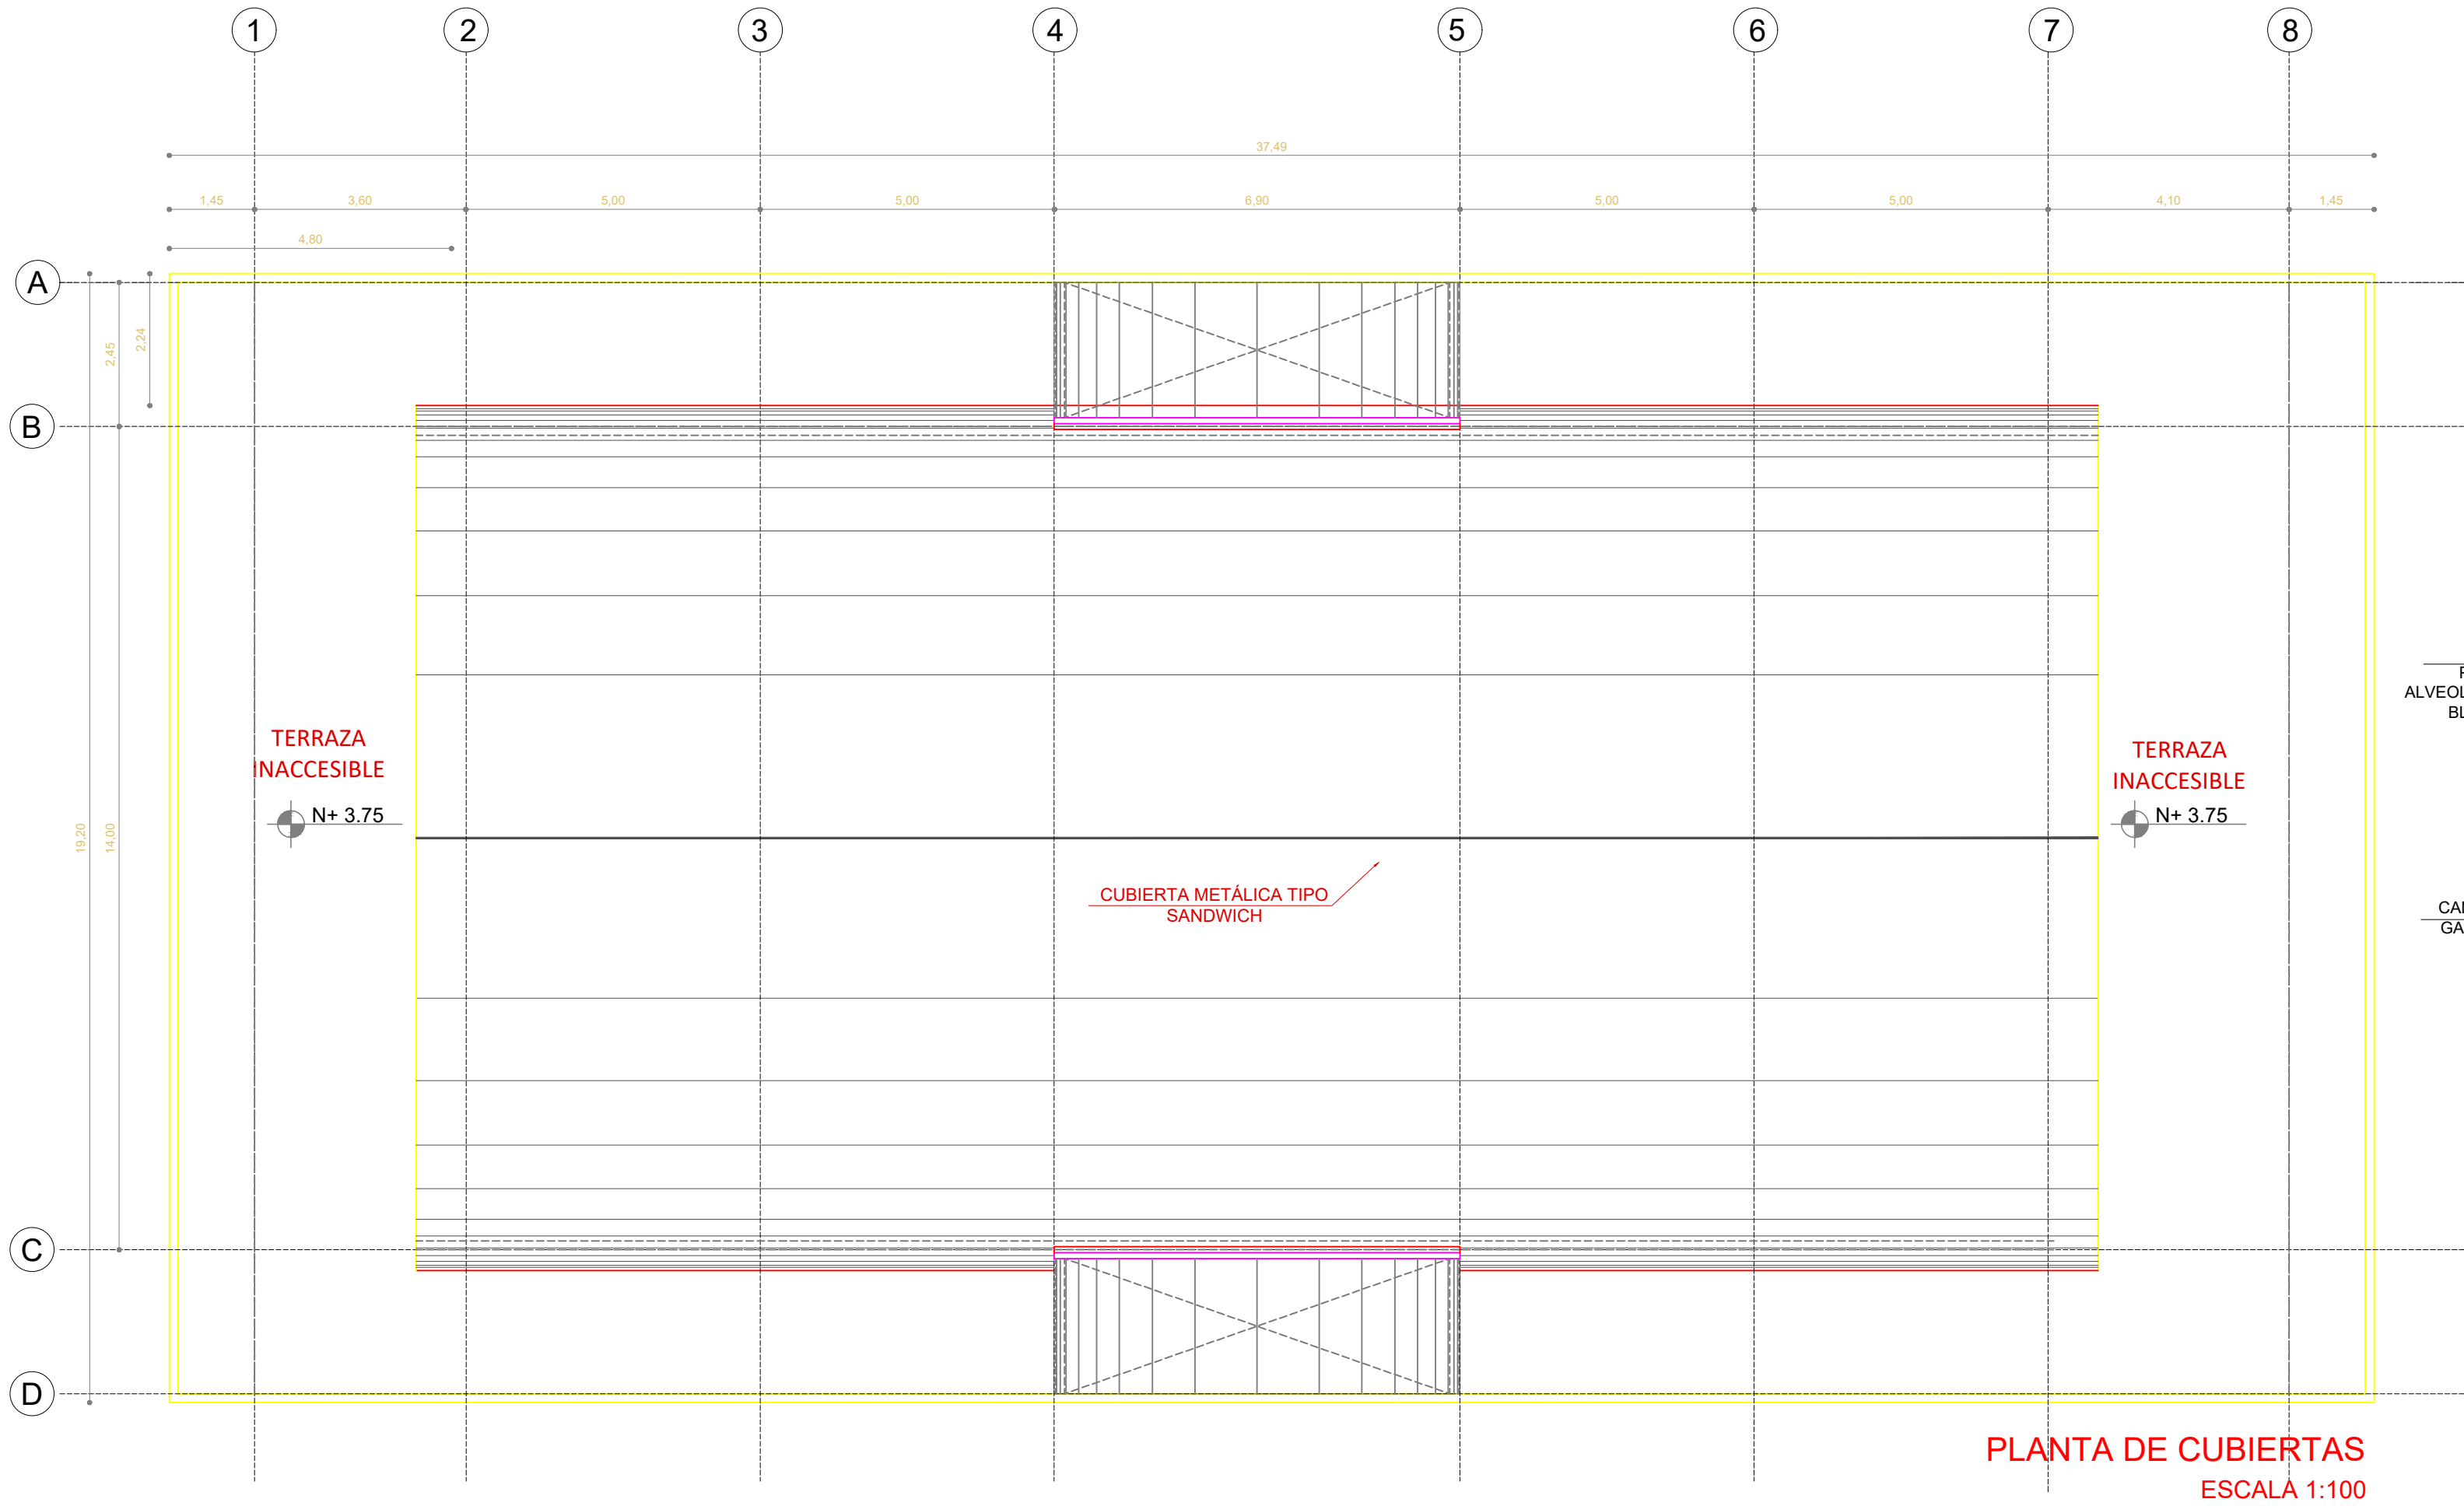 1 2 3 4 5 6 7 8
37,49
1,45 3,60 5,00 5,00 6,90 5,00 5,00 4,10 1,45
4,80
A
2,24
2,45
B
ALVEOL
BL
TERRAZA
INACCESIBLE
N+ 3.75
TERRAZA
INACCESIBLE
N+ 3.75
19,20
14,00
CUBIERTA METÁLICA TIPO
SANDWICH
GA
C
D
PLANTA DE CUBIERTAS
ESCALA 1:100